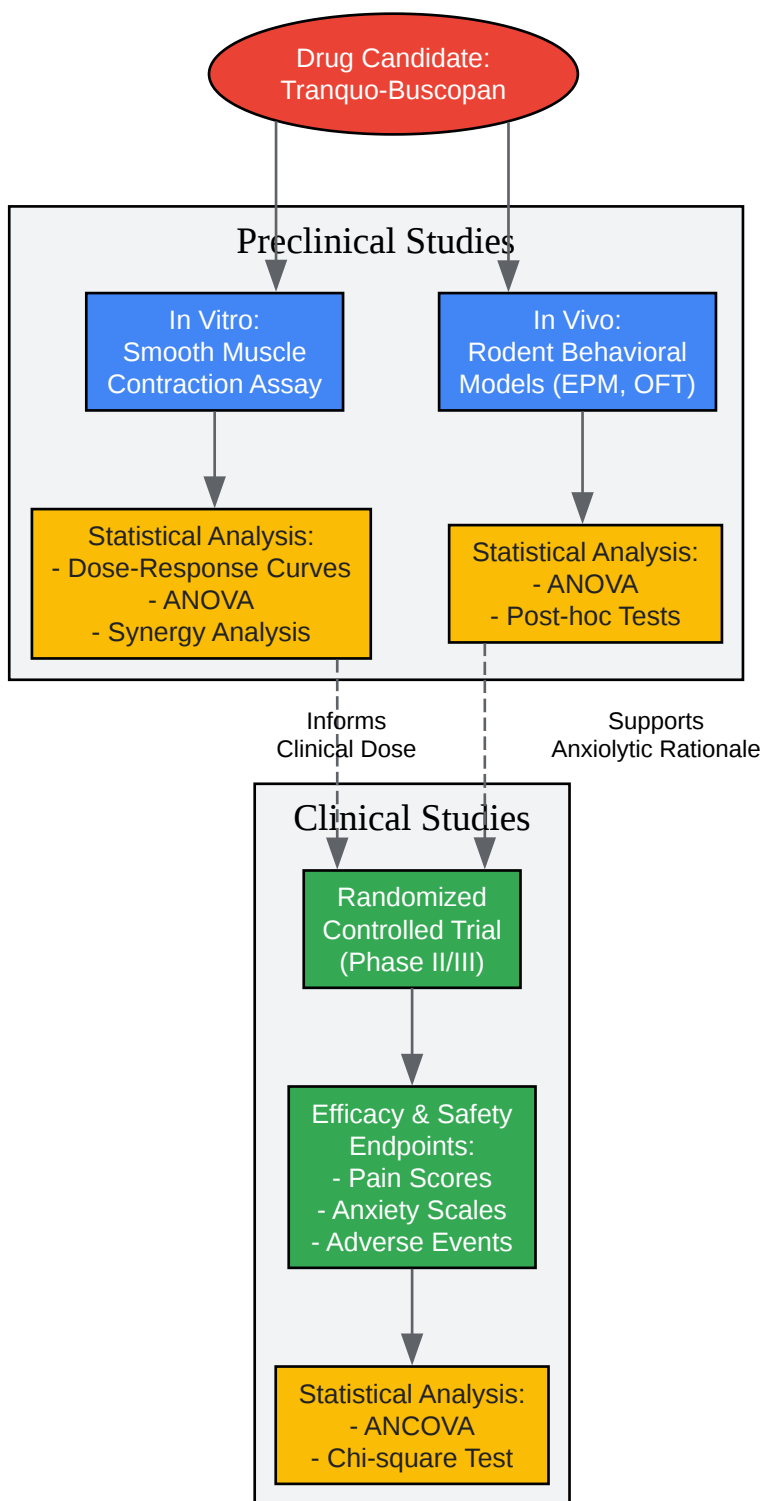 Drug Candidate:
Tranquo-Buscopan
Preclinical Studies
In Vitro:
Smooth Muscle
Contraction Assay
In Vivo:
Rodent Behavioral
Models (EPM, OFT)
Statistical Analysis:
- Dose-Response Curves
- ANOVA
- Synergy Analysis
Statistical Analysis:
- ANOVA
- Post-hoc Tests
Informs
Clinical Dose
Supports
Anxiolytic Rationale
Clinical Studies
Randomized
Controlled Trial
(Phase II/III)
Efficacy & Safety
Endpoints:
- Pain Scores
- Anxiety Scales
- Adverse Events
Statistical Analysis:
- ANCOVA
- Chi-square Test